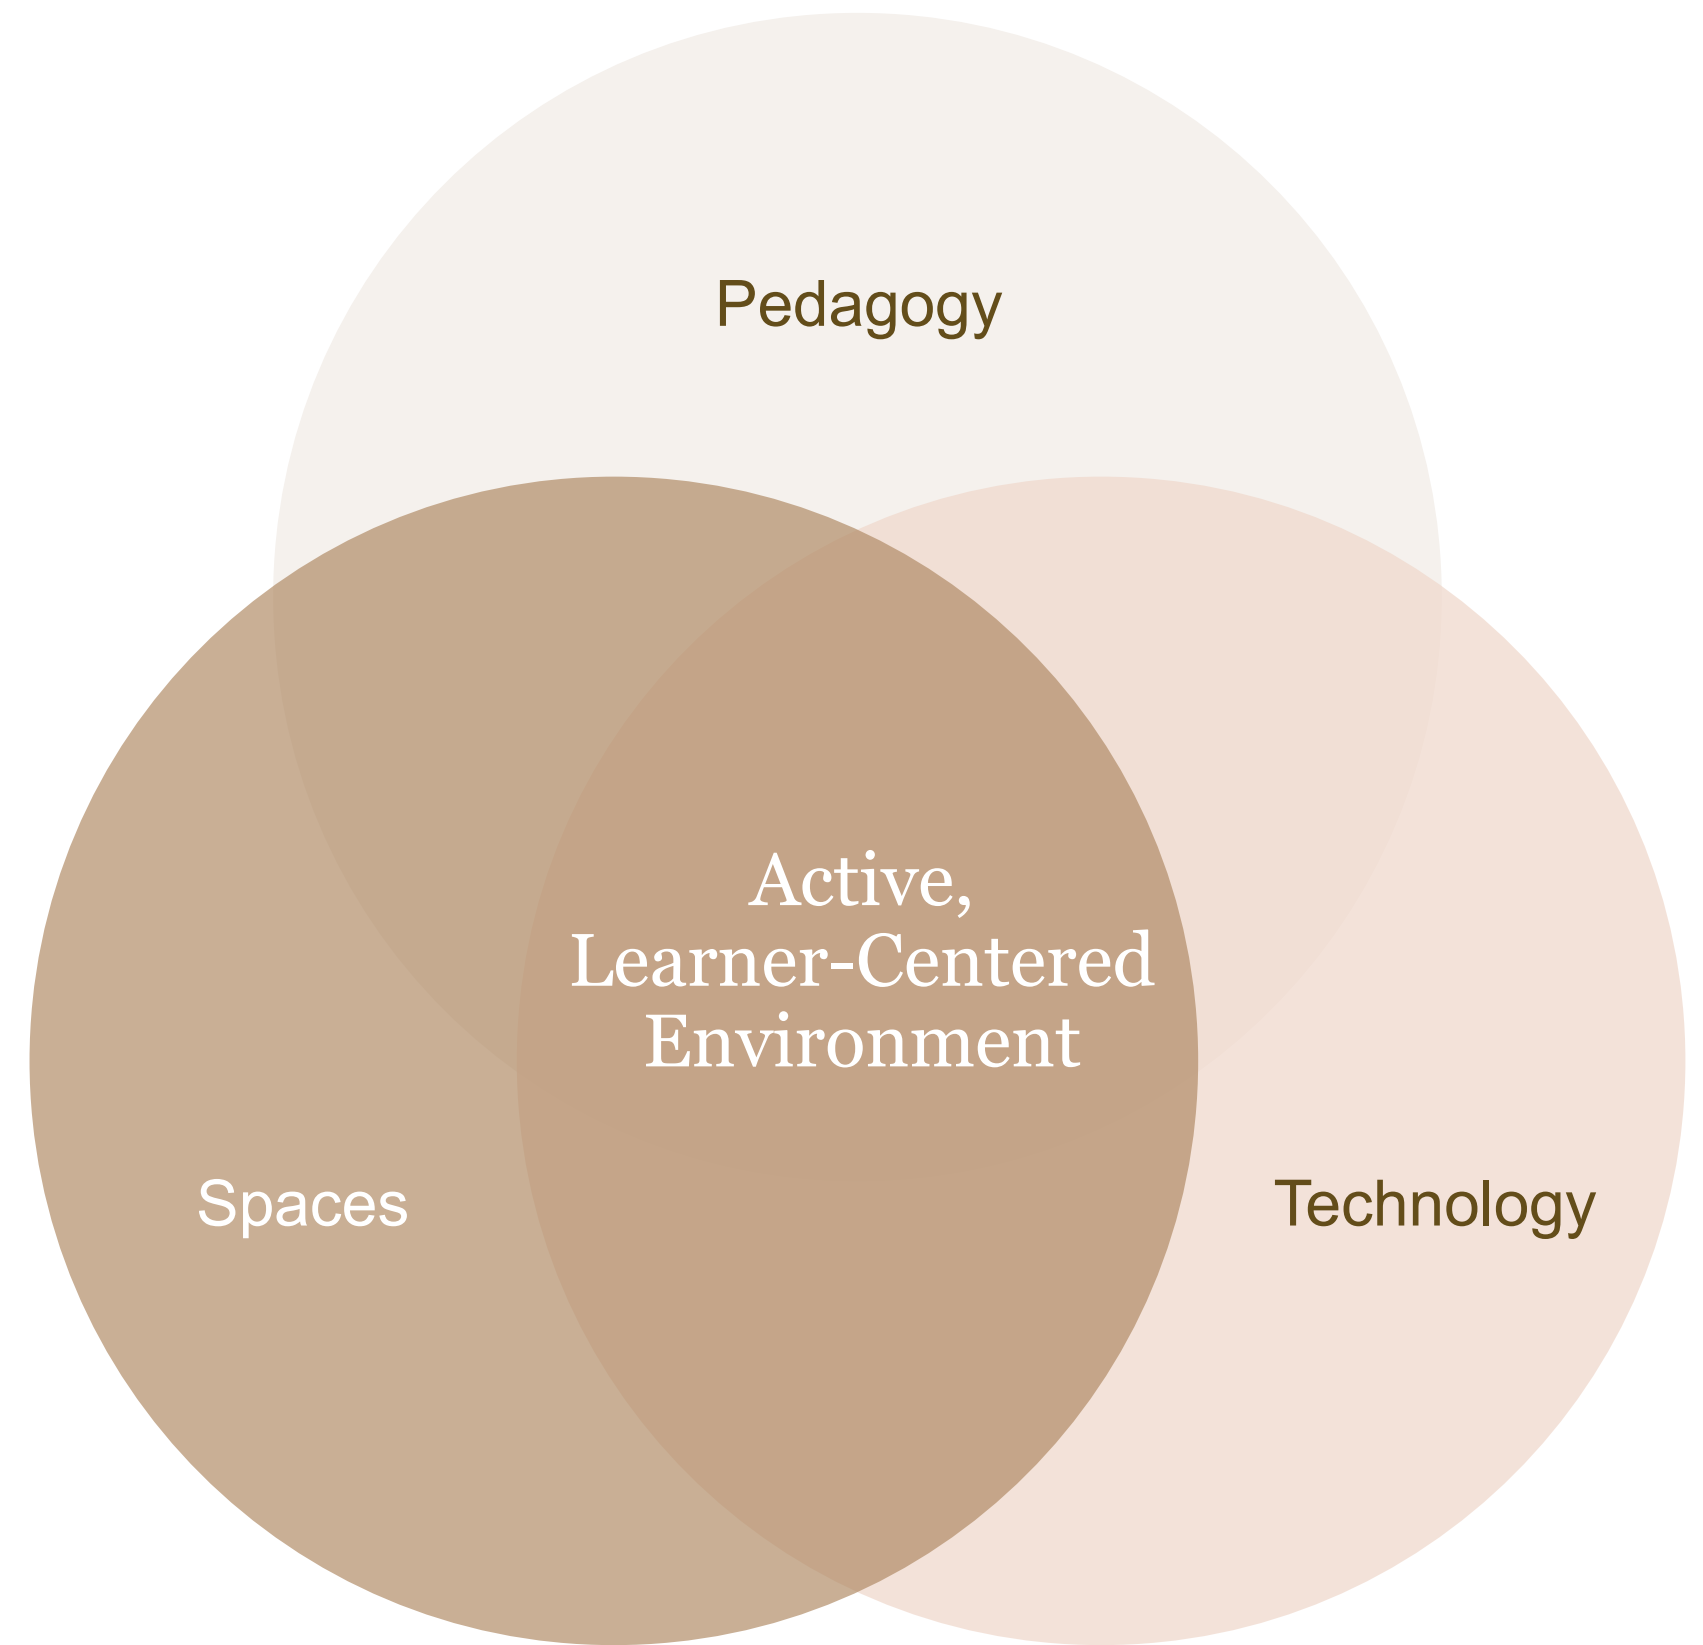 Pedagogy
Active,
Learner-Centered
Environment
Spaces
Technology